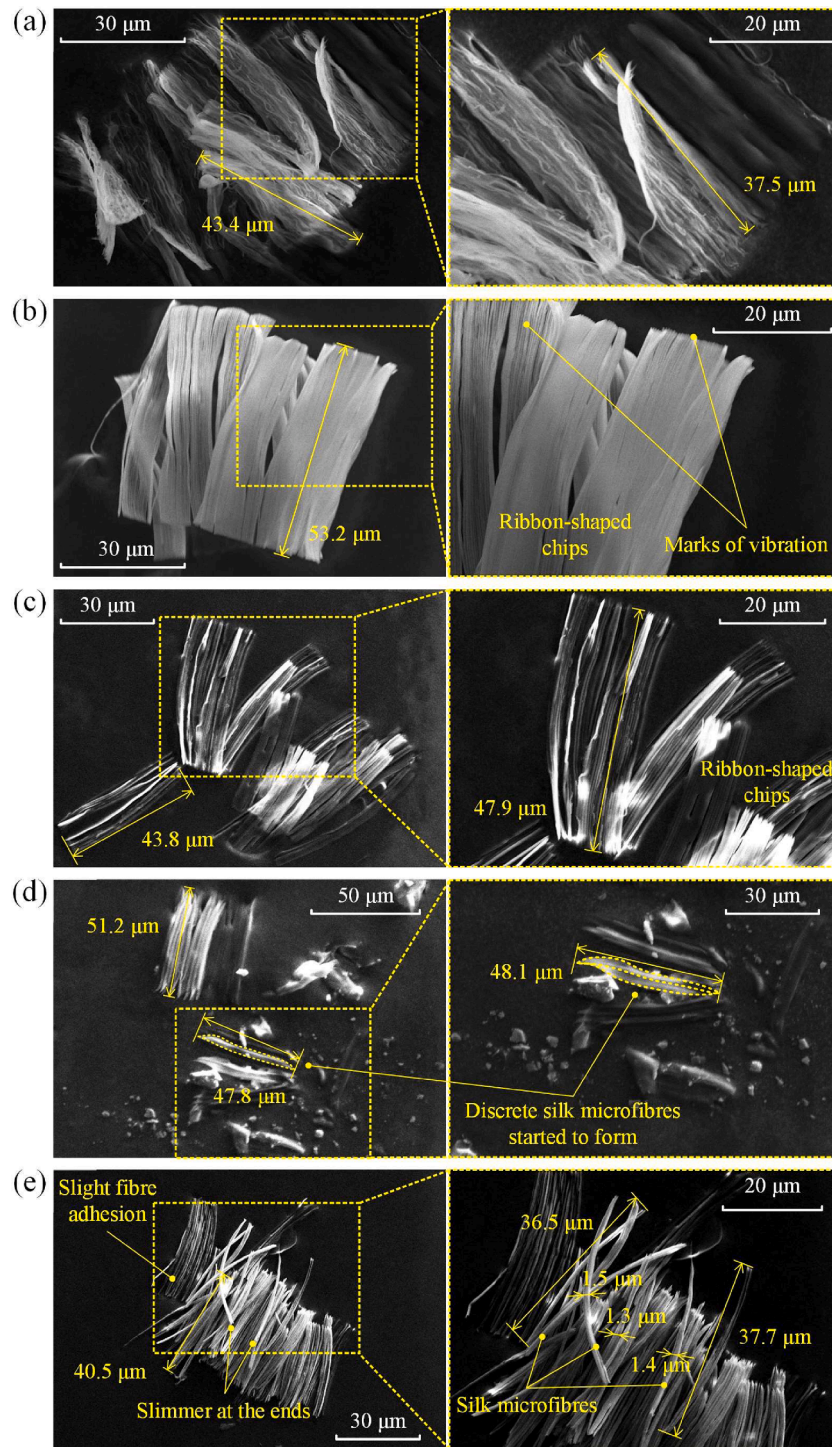 (a)
30 μm
43.4 μm
20 μm
37.5 μm
(b)
30 μm
53.2 μm
20 μm
Ribbon-shaped
chips
Marks of vibration
(c)
30 μm
43.8 μm
20 μm
47.9 μm
Ribbon-shaped
chips
(d)
51.2 μm
50 μm
47.8 μm
30 μm
48.1 μm
Discrete silk microfibres
started to form
(e)
Slight fibre
adhesion
40.5 μm
Slimmer at the ends
30 μm
20 μm
36.5 μm
1.5 μm
1.3 μm
1.4 μm
37.7 μm
Silk microfibres